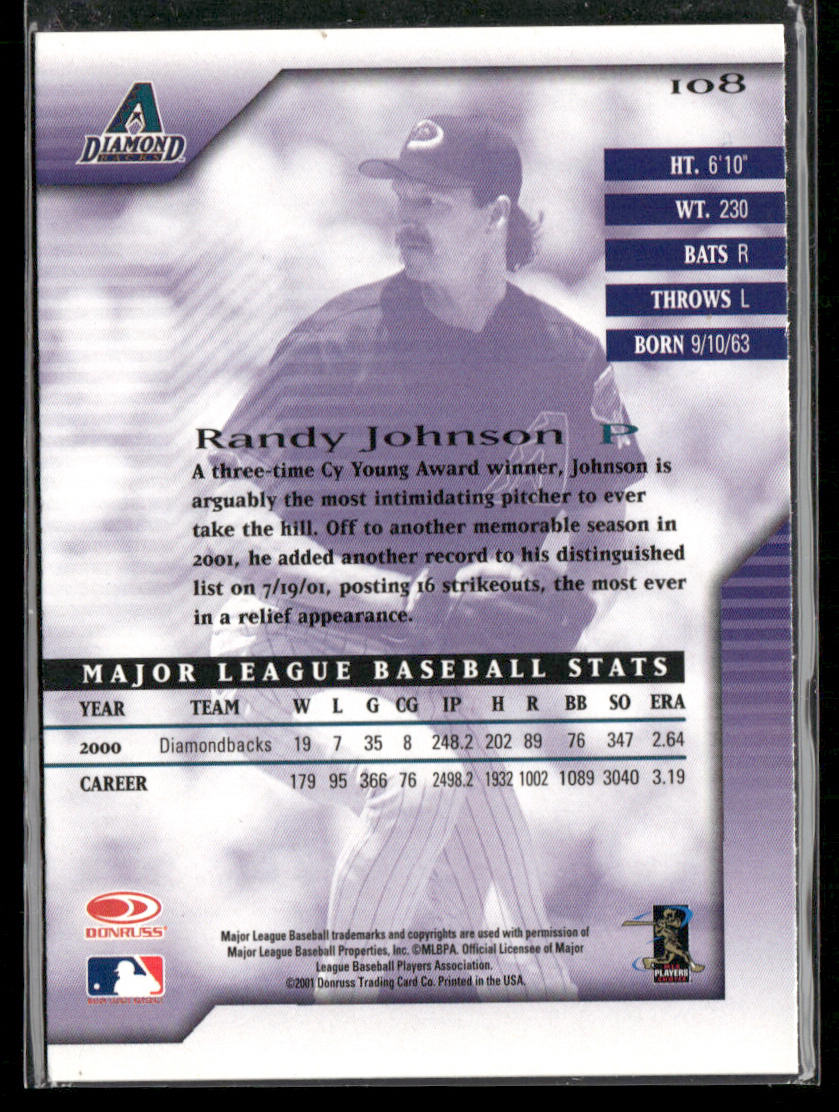 108
A
DIAMOND
BACKS
HT. 6'10"
WT. 230
BATS R
THROWS L
BORN 9/10/63
Randy Johnson P
A three-time Cy Young Award winner, Johnson is
arguably the most intimidating pitcher to ever
take the hill. Off to another memorable season in
2001, he added another record to his distinguished
list on 7/19/01, posting 16 strikeouts, the most ever
in a relief appearance.
MAJOR LEAGUE BASEBALL STATS
YEAR TEAM W L G CG IP H R BB SO ERA
2000 Diamondbacks 19 7 35 8 248.2 202 89 76 347 2.64
CAREER 179 95 366 76 2498.2 1932 1002 1089 3040 3.19
DONRUSS
Major League Baseball trademarks and copyrights are used with permission of
Major League Baseball Properties, Inc. ©MLBPA. Official Licensee of Major
League Baseball Players Association.
©2001 Donruss Trading Card Co. Printed in the USA.
PLAYERS
CHOICE